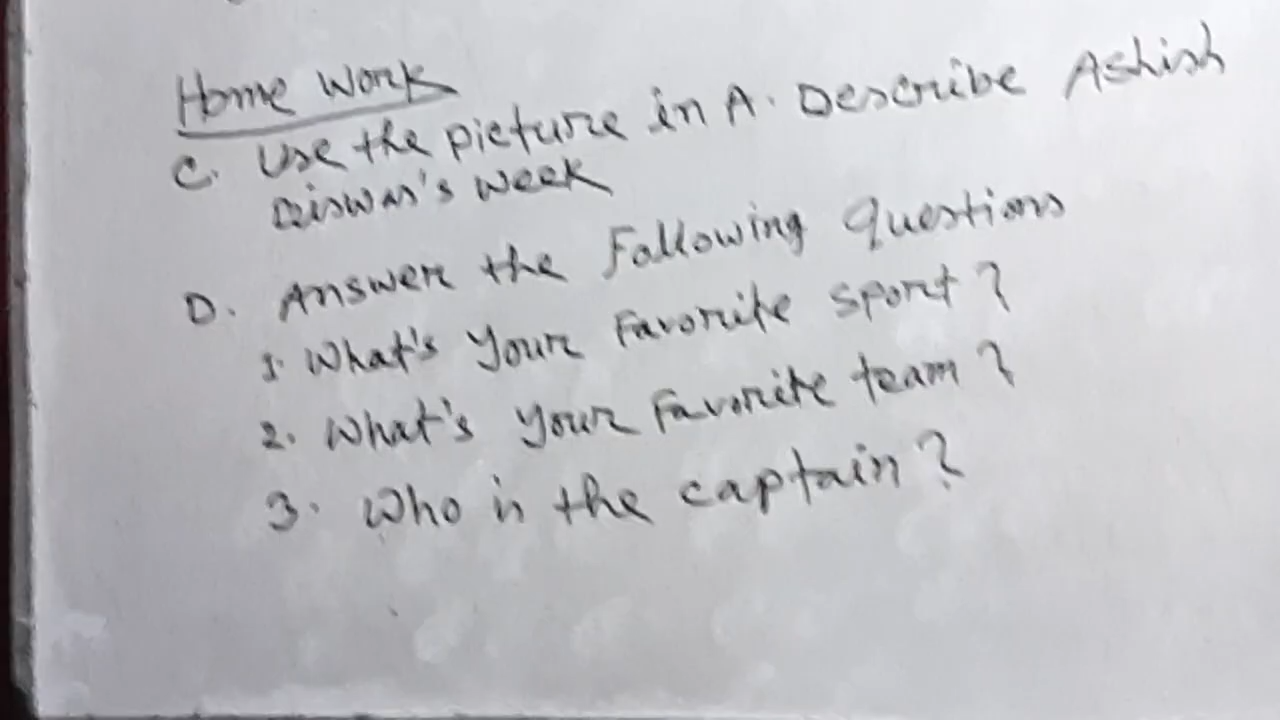 Home Work
C. Use the picture in A. Describe Ashish
Biswas's week
D. Answer the Following Questions
1. What's your Favorite sport?
2. What's your Favorite team?
3. Who is the captain?